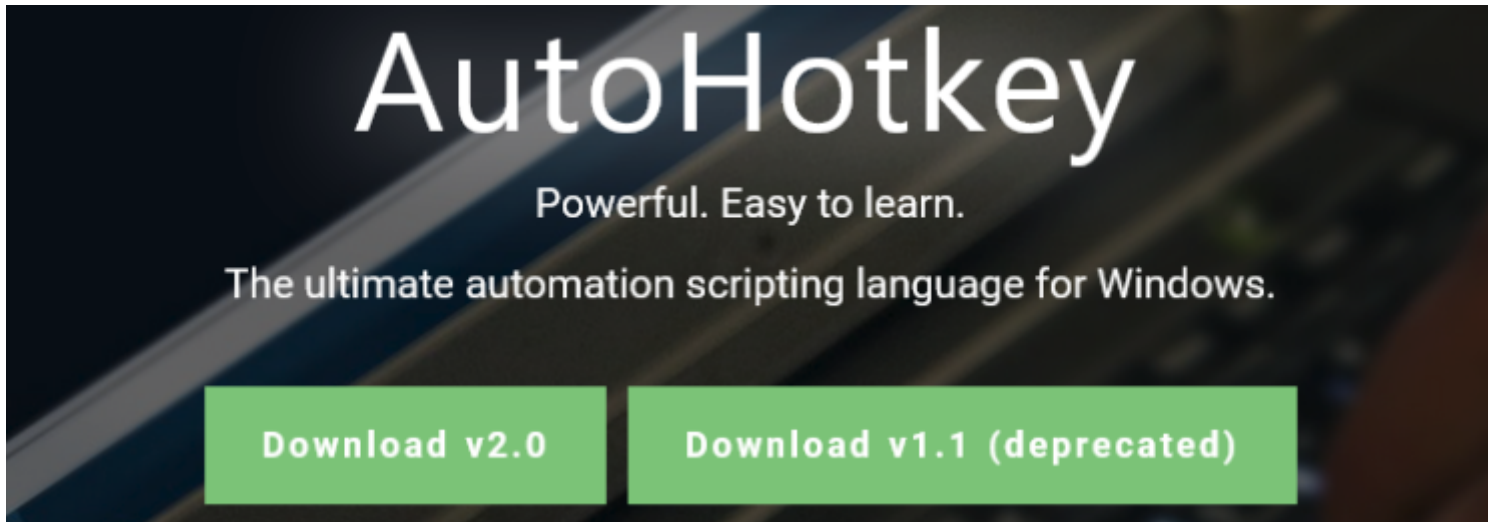 AutoHotkey
Powerful. Easy to learn.
The ultimate automation scripting language for Windows.
Download v2.0
Download v1.1 (deprecated)